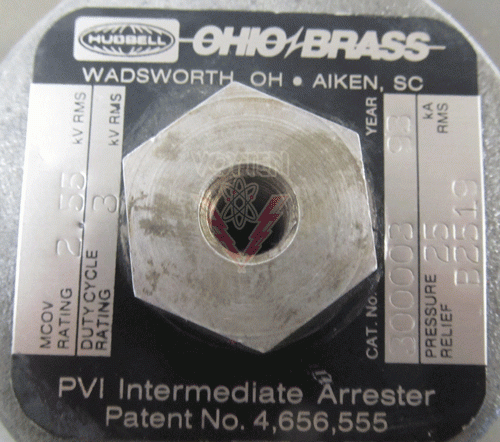 HUBBELL
OHIO BRASS
WADSWORTH, OH • AIKEN, SC
MCOV RATING 2.55 kV RMS
DUTY CYCLE RATING 3 kV RMS
YEAR 93
CAT. No. 300003
PRESSURE RELIEF 25 kA RMS
B2519
PVI Intermediate Arrester
Patent No. 4,656,555